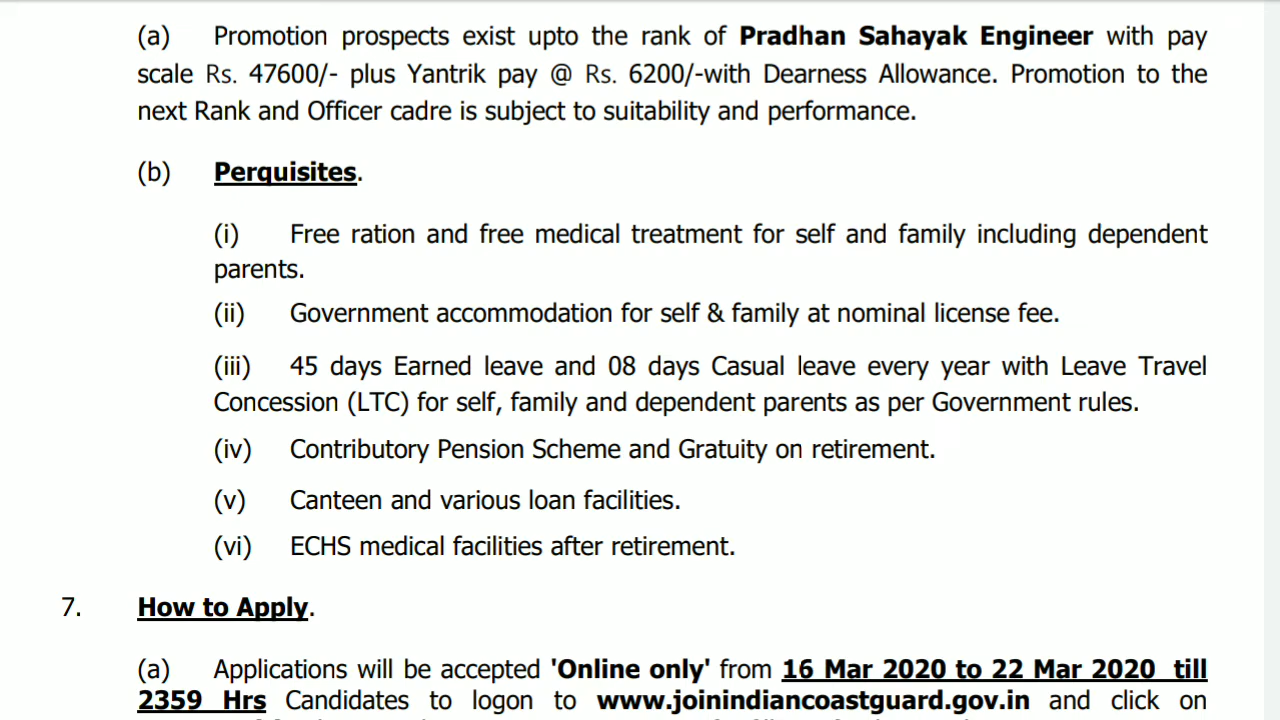 (a) Promotion prospects exist upto the rank of Pradhan Sahayak Engineer with pay
scale Rs. 47600/- plus Yantrik pay @ Rs. 6200/-with Dearness Allowance. Promotion to the
next Rank and Officer cadre is subject to suitability and performance.
(b) Perquisites.
(i) Free ration and free medical treatment for self and family including dependent
parents.
(ii) Government accommodation for self & family at nominal license fee.
(iii) 45 days Earned leave and 08 days Casual leave every year with Leave Travel
Concession (LTC) for self, family and dependent parents as per Government rules.
(iv) Contributory Pension Scheme and Gratuity on retirement.
(v) Canteen and various loan facilities.
(vi) ECHS medical facilities after retirement.
7. How to Apply.
(a) Applications will be accepted 'Online only' from 16 Mar 2020 to 22 Mar 2020 till
2359 Hrs Candidates to logon to www.joinindiancoastguard.gov.in and click on